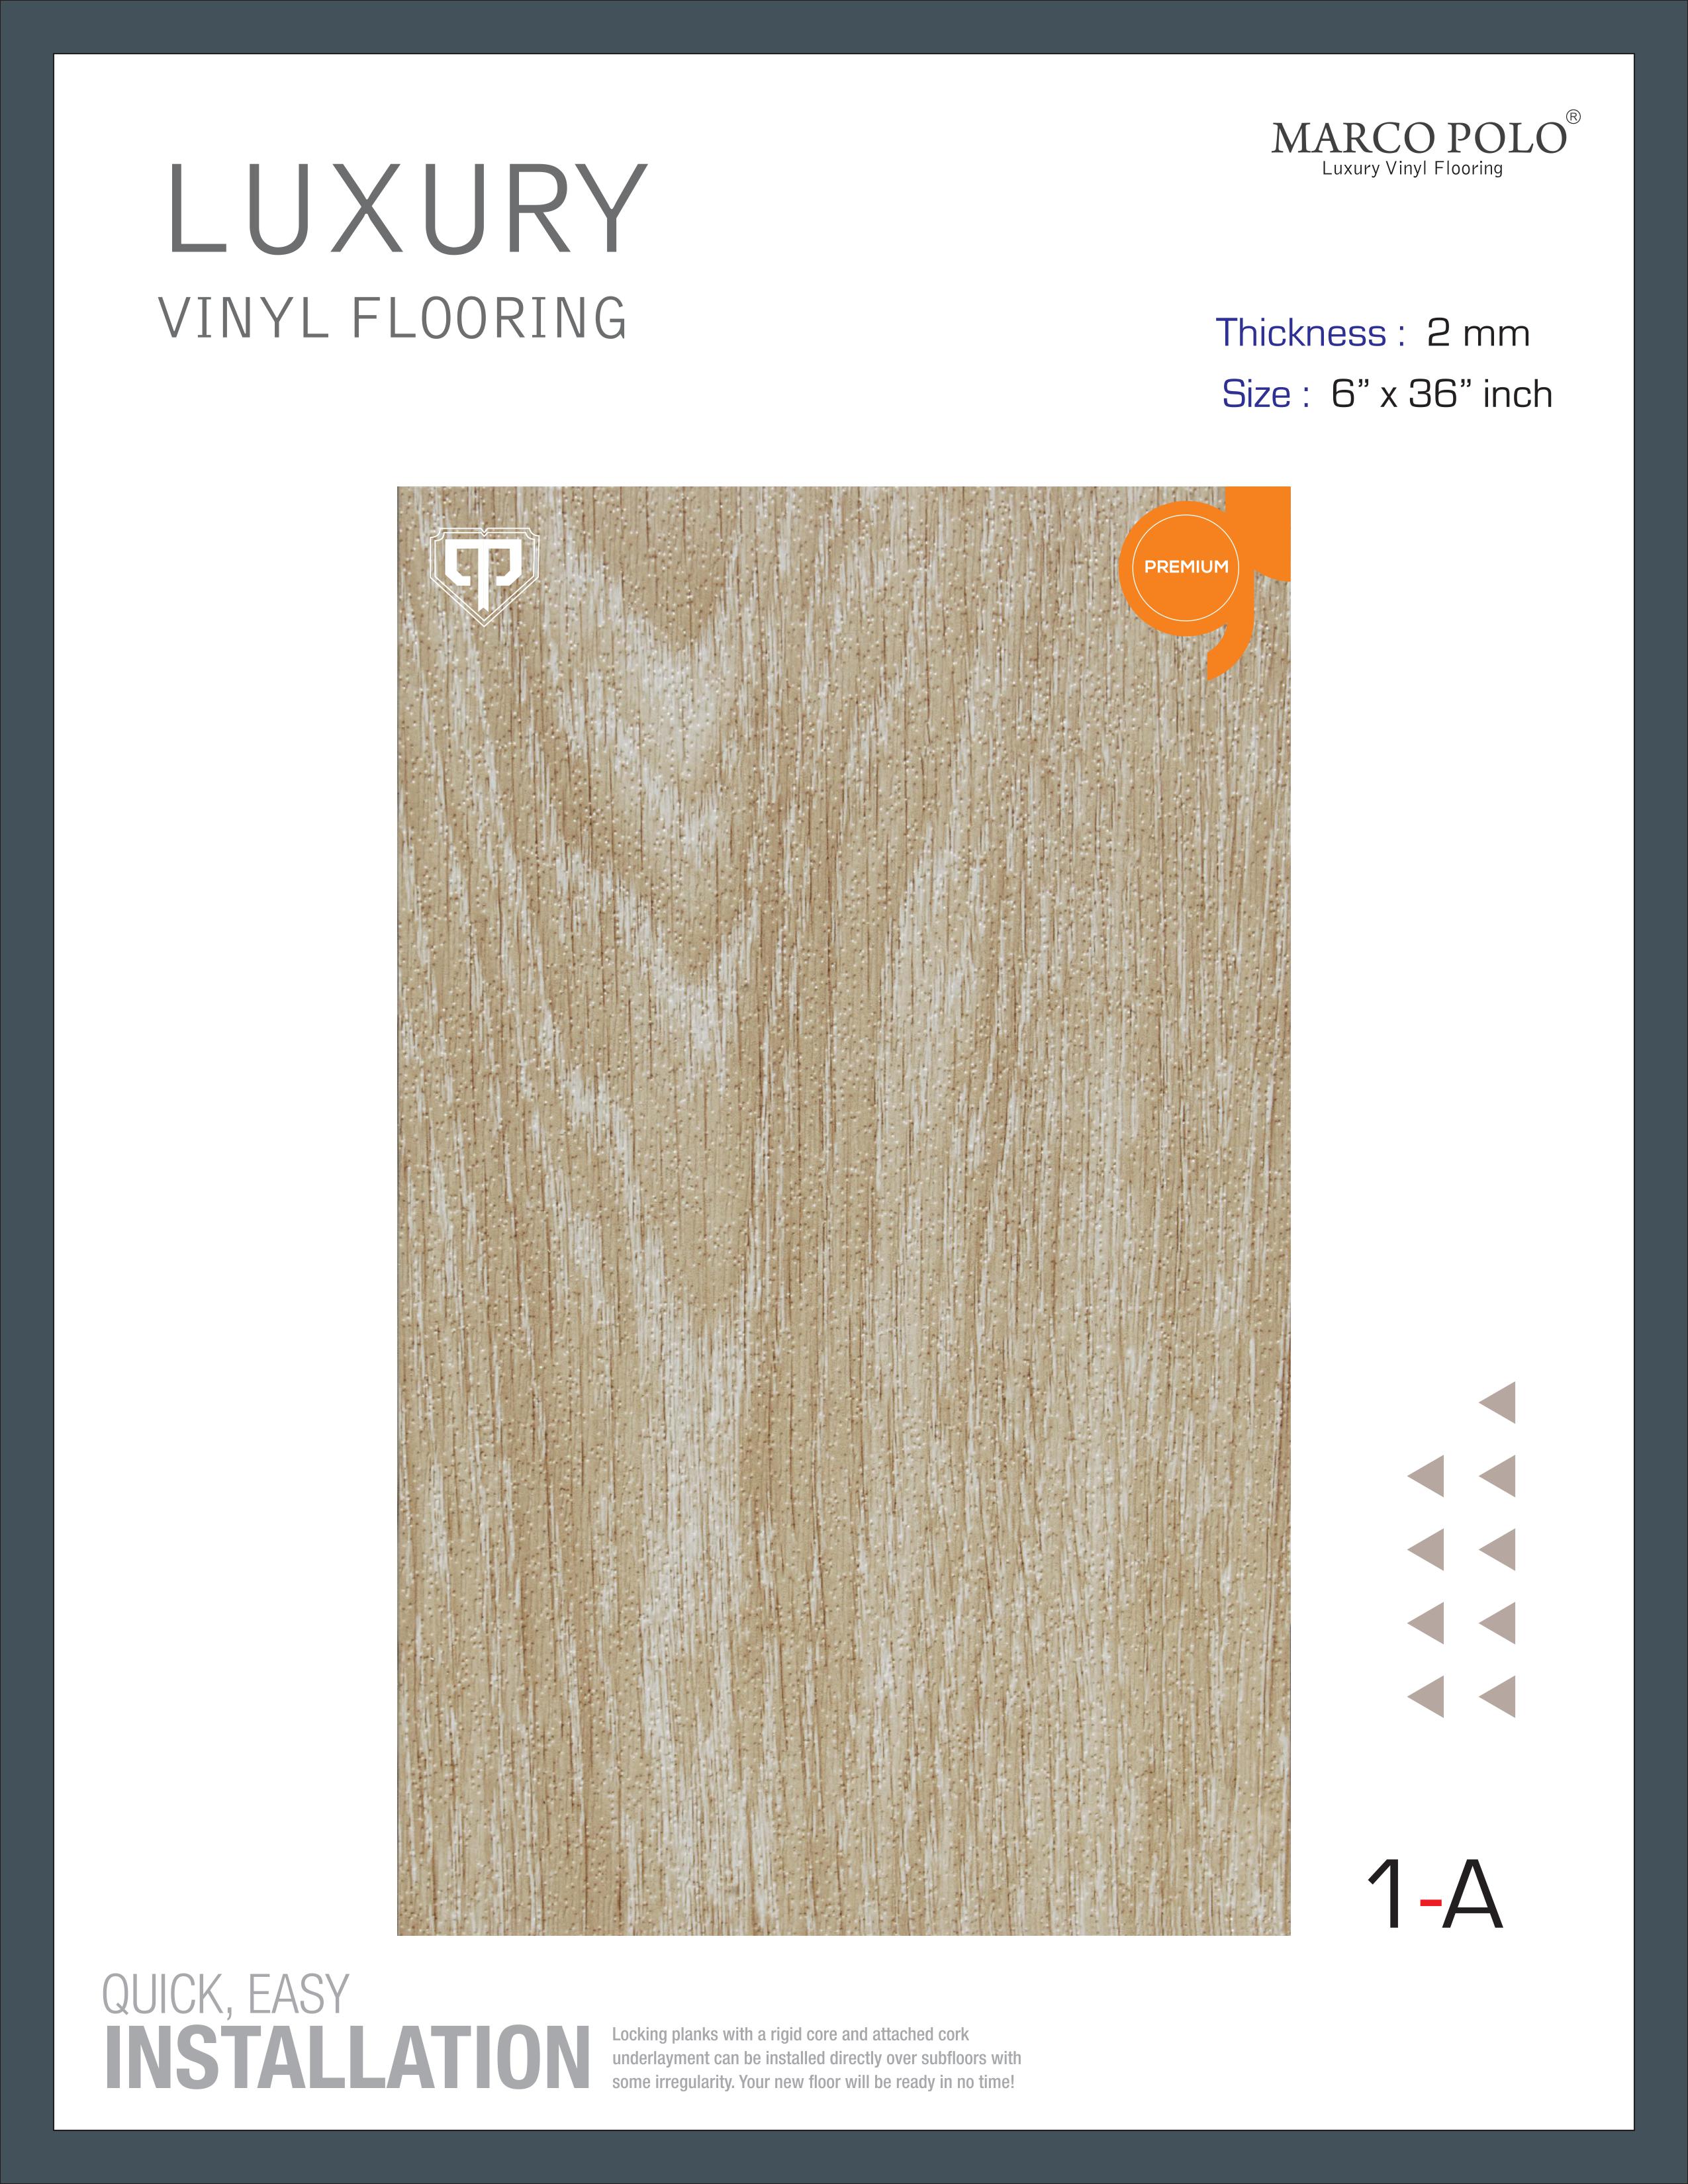 MARCO POLO®
Luxury Vinyl Flooring
LUXURY
VINYL FLOORING
Thickness : 2 mm
Size : 6” x 36” inch
PREMIUM
1-A
QUICK, EASY
INSTALLATION
Locking planks with a rigid core and attached cork
underlayment can be installed directly over subfloors with
some irregularity. Your new floor will be ready in no time!